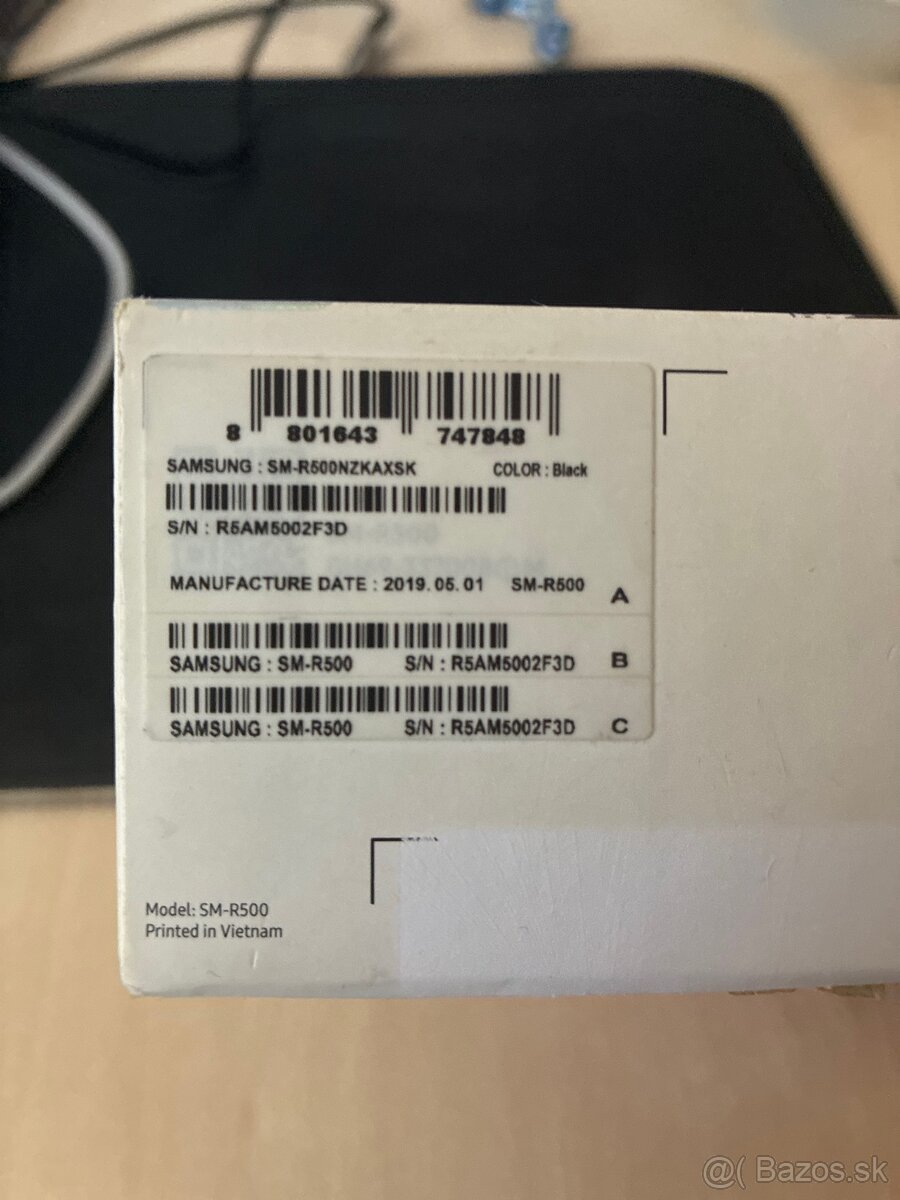 8 801643 747848
SAMSUNG : SM-R500NZKAXSK COLOR : Black
S/N : R5AM5002F3D
MANUFACTURE DATE : 2019.05.01 SM-R500 A
SAMSUNG : SM-R500 S/N : R5AM5002F3D B
SAMSUNG : SM-R500 S/N : R5AM5002F3D C
Model: SM-R500
Printed in Vietnam
@( Bazos.sk